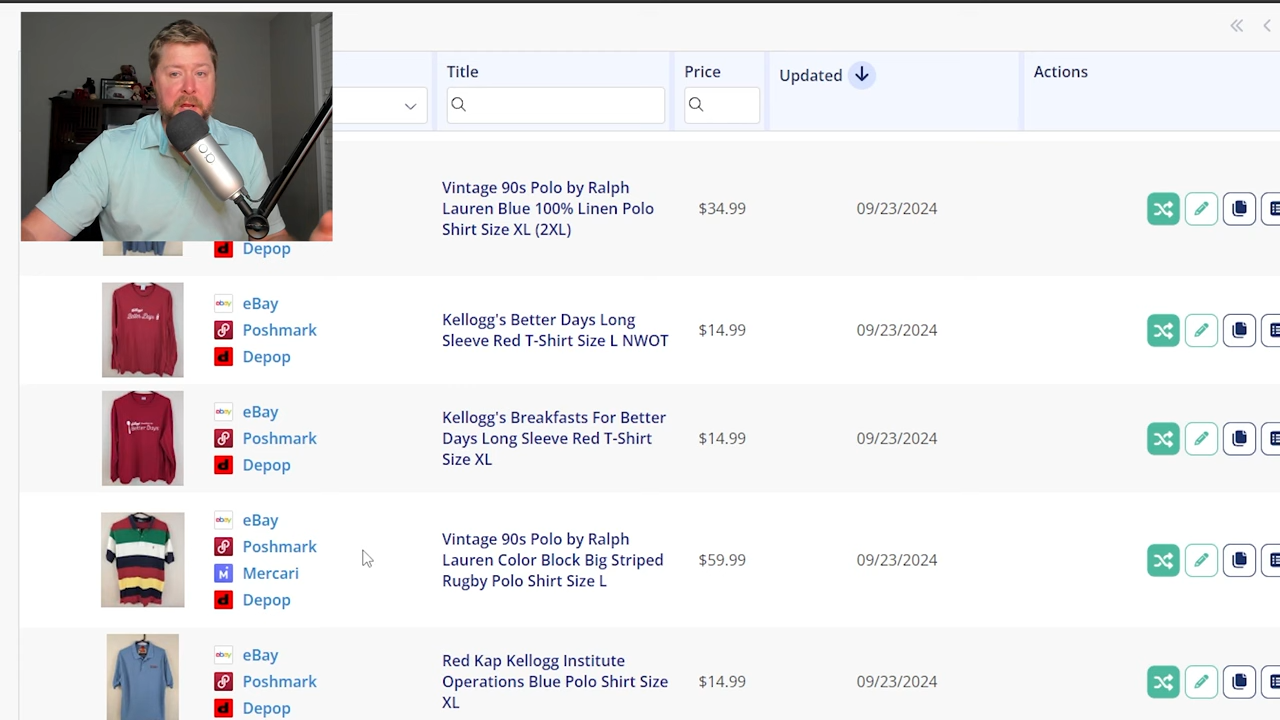 Title
Price
Updated
Actions
Vintage 90s Polo by Ralph
Lauren Blue 100% Linen Polo
Shirt Size XL (2XL)
$34.99
09/23/2024
Depop
eBay
Poshmark
Depop
Kellogg's Better Days Long
Sleeve Red T-Shirt Size L NWOT
$14.99
09/23/2024
eBay
Poshmark
Depop
Kellogg's Breakfasts For Better
Days Long Sleeve Red T-Shirt
Size XL
$14.99
09/23/2024
eBay
Poshmark
Mercari
Depop
Vintage 90s Polo by Ralph
Lauren Color Block Big Striped
Rugby Polo Shirt Size L
$59.99
09/23/2024
eBay
Poshmark
Depop
Red Kap Kellogg Institute
Operations Blue Polo Shirt Size
XL
$14.99
09/23/2024